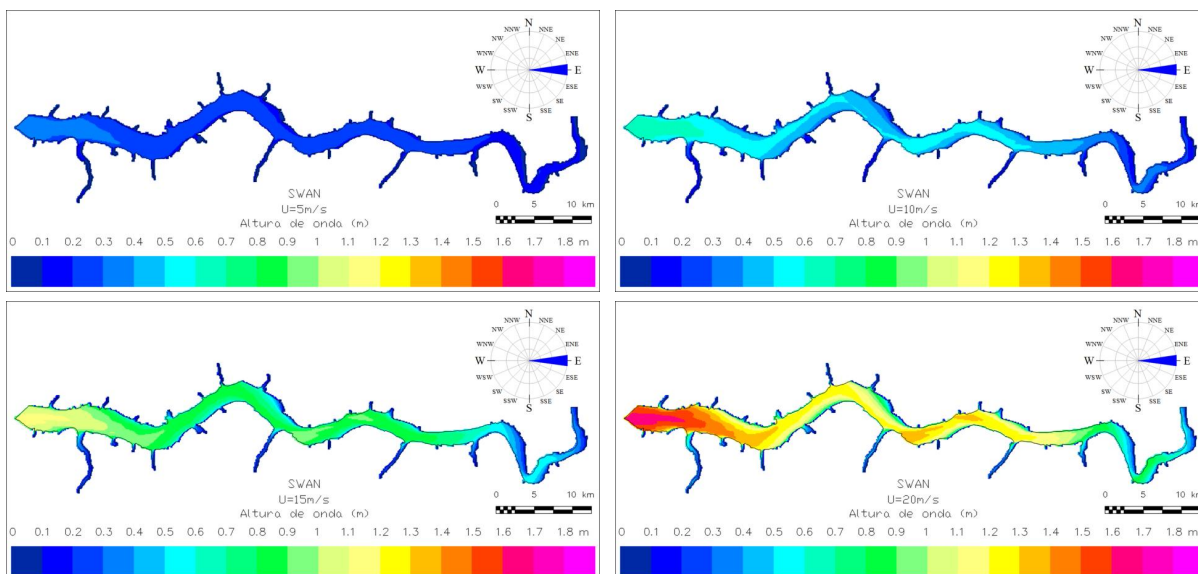 N
NNW NNE
NW NE
WNW ENE
W E
WSW ESE
SW SE
SSW SSE
S
SWAN
U=5m/s
Altura de onda (m)
0 5 10 km
0 0.1 0.2 0.3 0.4 0.5 0.6 0.7 0.8 0.9 1 1.1 1.2 1.3 1.4 1.5 1.6 1.7 1.8 m
N
NNW NNE
NW NE
WNW ENE
W E
WSW ESE
SW SE
SSW SSE
S
SWAN
U=10m/s
Altura de onda (m)
0 5 10 km
0 0.1 0.2 0.3 0.4 0.5 0.6 0.7 0.8 0.9 1 1.1 1.2 1.3 1.4 1.5 1.6 1.7 1.8 m
N
NNW NNE
NW NE
WNW ENE
W E
WSW ESE
SW SE
SSW SSE
S
SWAN
U=15m/s
Altura de onda (m)
0 5 10 km
0 0.1 0.2 0.3 0.4 0.5 0.6 0.7 0.8 0.9 1 1.1 1.2 1.3 1.4 1.5 1.6 1.7 1.8 m
N
NNW NNE
NW NE
WNW ENE
W E
WSW ESE
SW SE
SSW SSE
S
SWAN
U=20m/s
Altura de onda (m)
0 5 10 km
0 0.1 0.2 0.3 0.4 0.5 0.6 0.7 0.8 0.9 1 1.1 1.2 1.3 1.4 1.5 1.6 1.7 1.8 m